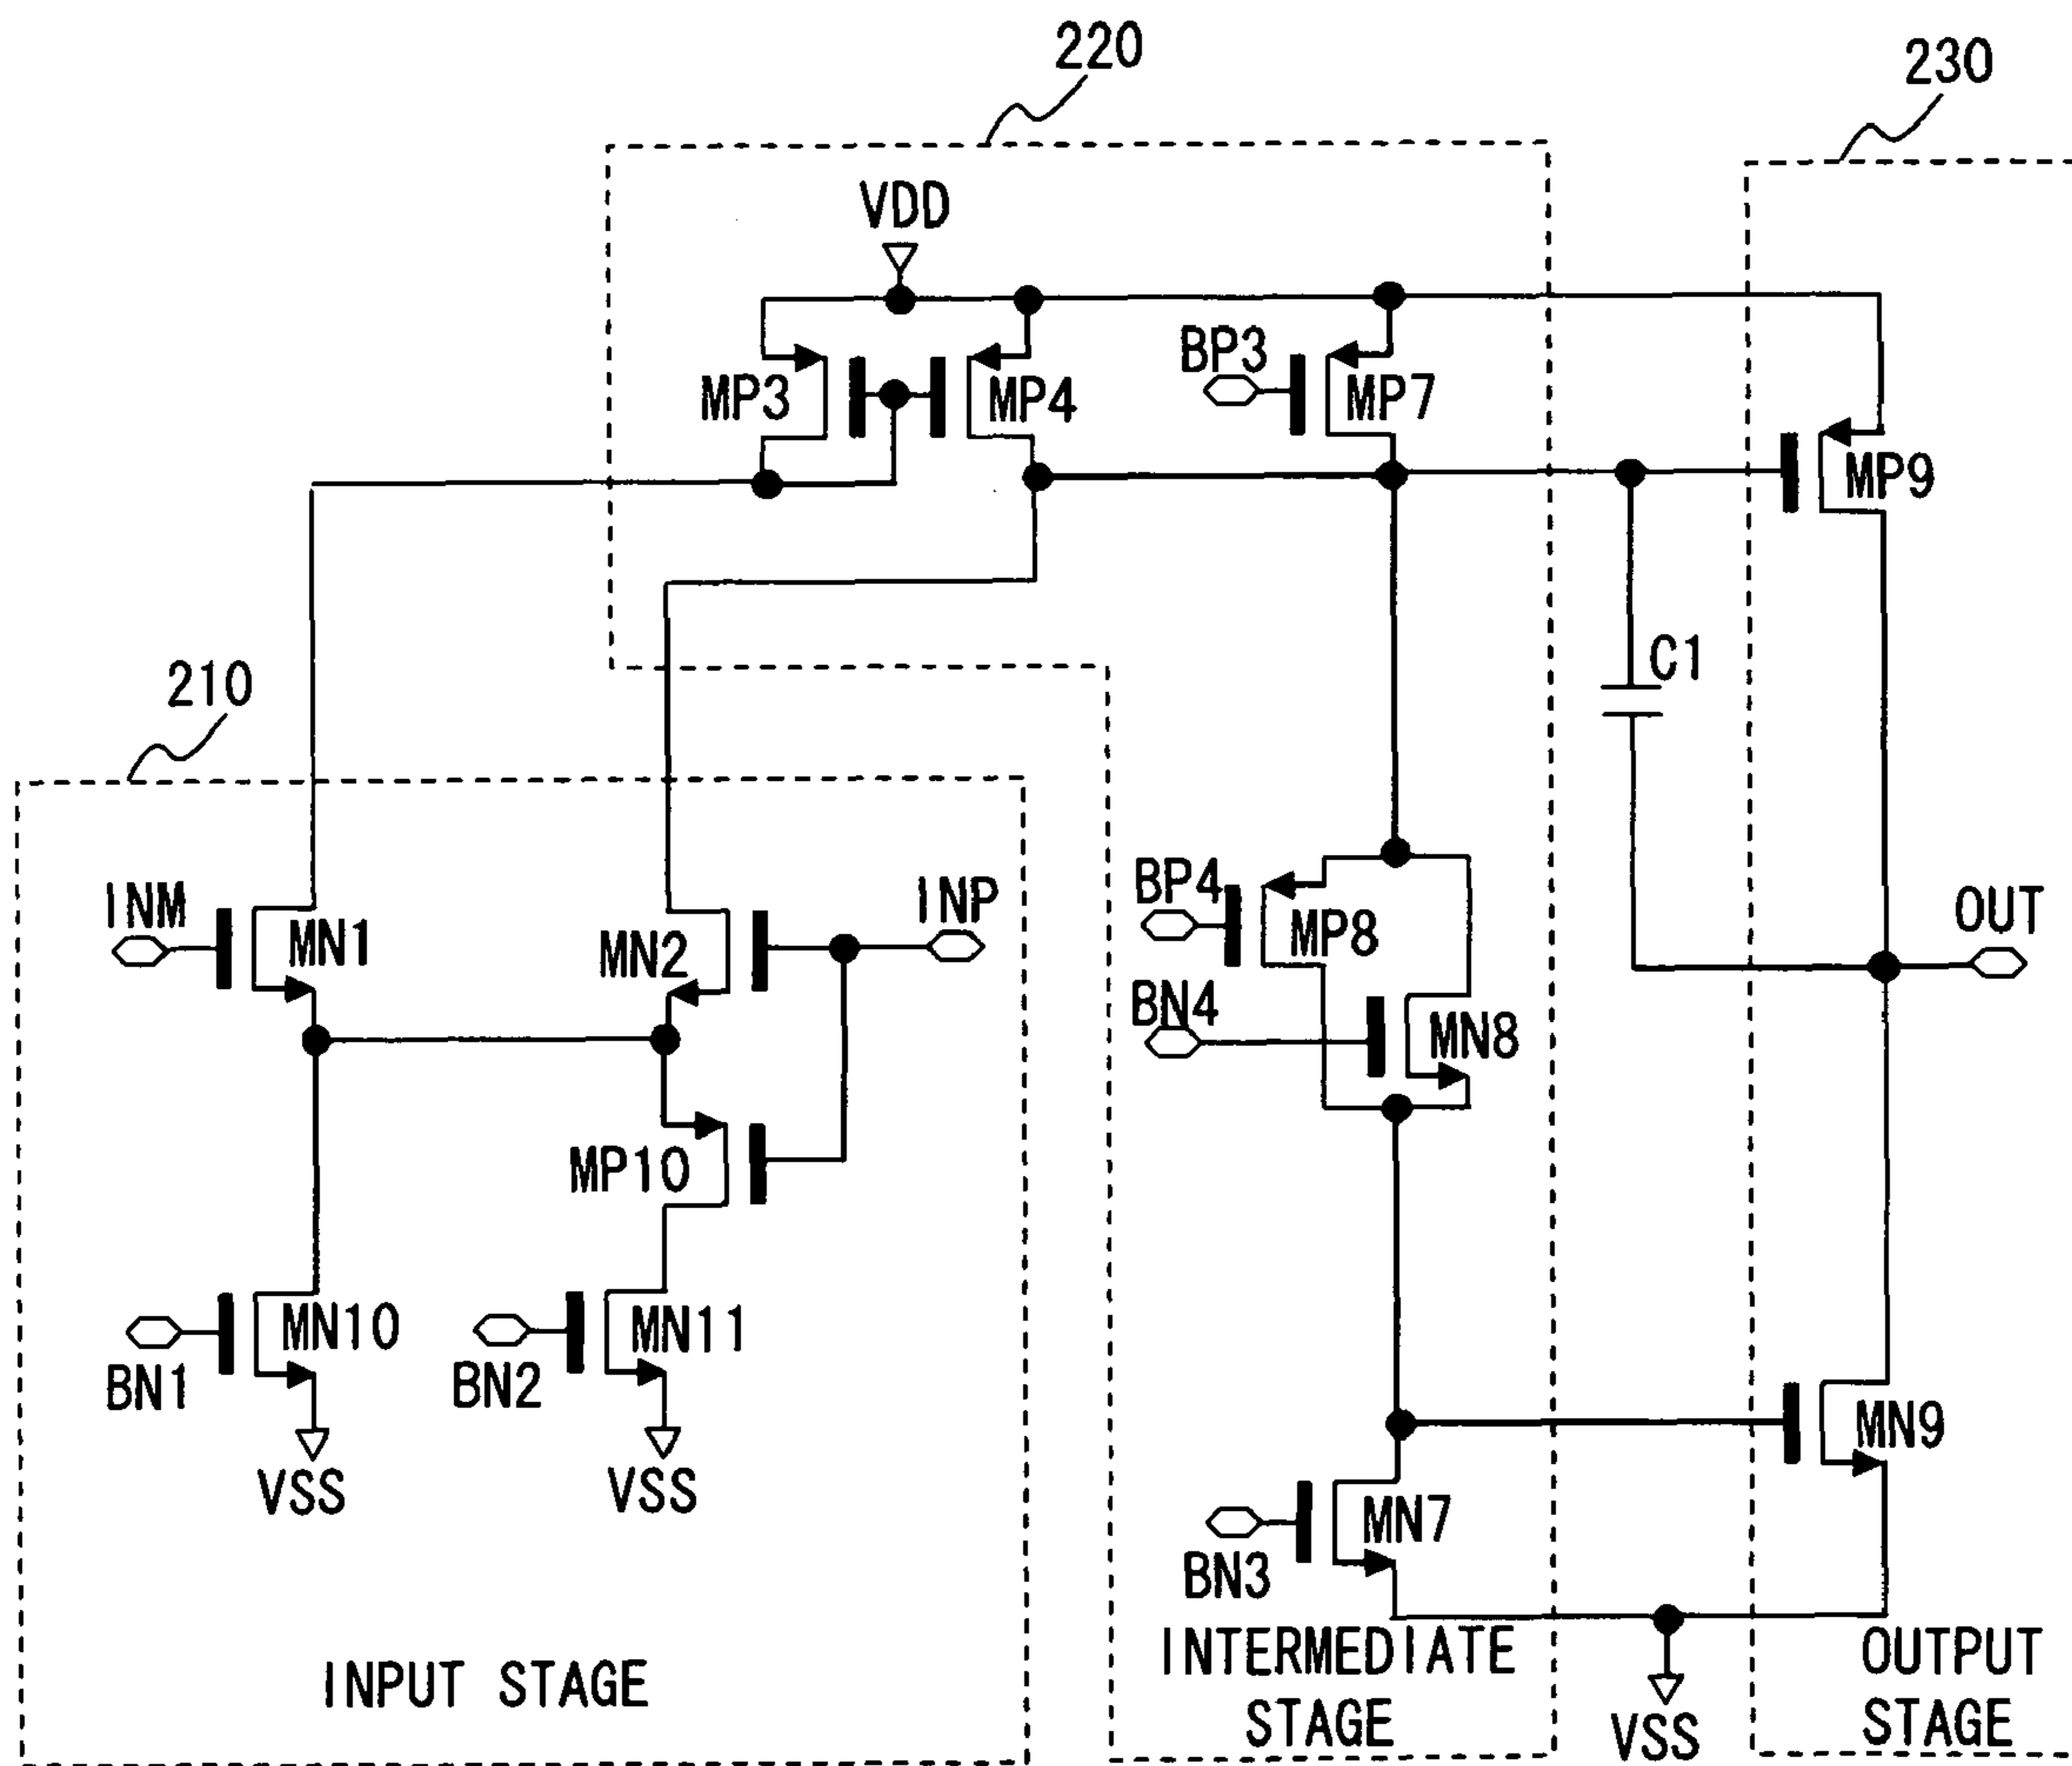 220
230
VDD
BP3
MP3
MP4
MP7
MP9
C1
210
INM
MN1
MN2
INP
BP4
MP8
OUT
BN4
MN8
MP10
MN10
MN11
BN1
BN2
MN9
VSS
VSS
MN7
BN3
INPUT STAGE
INTERMEDIATE
STAGE
VSS
OUTPUT
STAGE